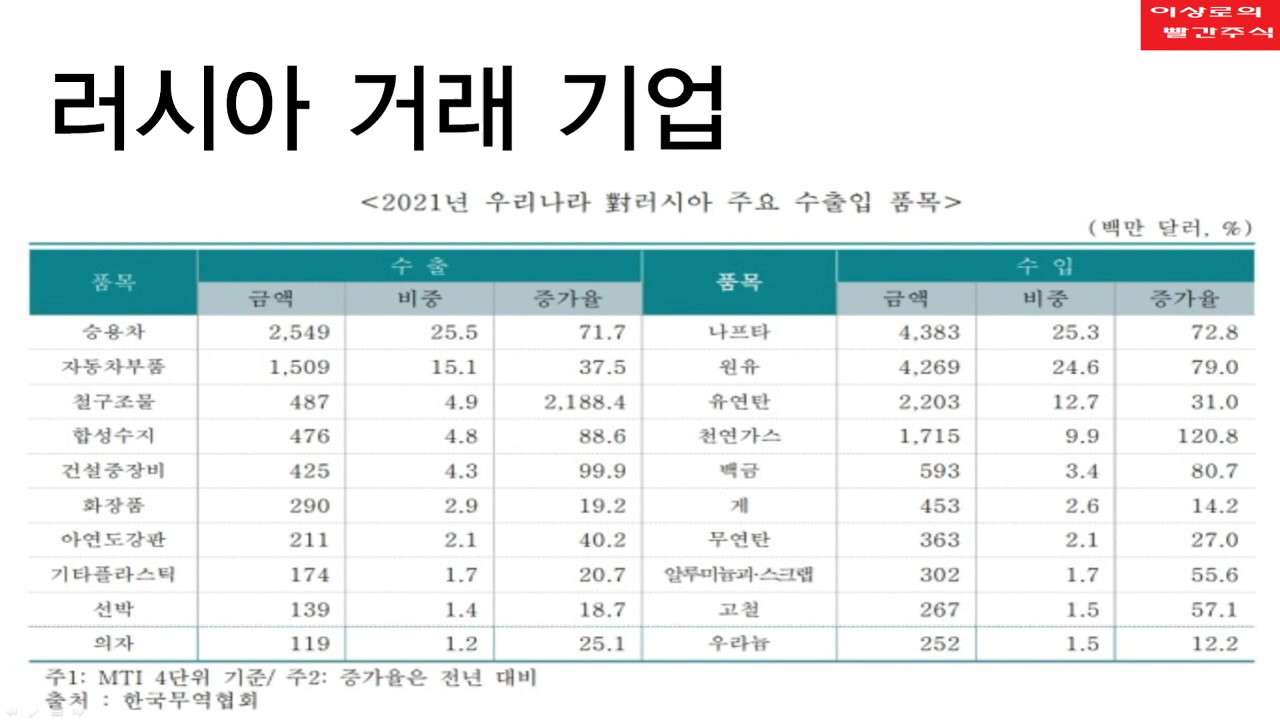 이상로의
빨간주식
러시아 거래 기업
<2021년 우리나라 對러시아 주요 수출입 품목>
(백만 달러, %)
품목 수 출 품목 수 입
금액 비중 증가율 금액 비중 증가율
승용차 2,549 25.5 71.7 나프타 4,383 25.3 72.8
자동차부품 1,509 15.1 37.5 원유 4,269 24.6 79.0
철구조물 487 4.9 2,188.4 유연탄 2,203 12.7 31.0
합성수지 476 4.8 88.6 천연가스 1,715 9.9 120.8
건설중장비 425 4.3 99.9 백금 593 3.4 80.7
화장품 290 2.9 19.2 게 453 2.6 14.2
아연도강판 211 2.1 40.2 무연탄 363 2.1 27.0
기타플라스틱 174 1.7 20.7 알루미늄괴·스크랩 302 1.7 55.6
선박 139 1.4 18.7 고철 267 1.5 57.1
의자 119 1.2 25.1 우라늄 252 1.5 12.2
주1: MTI 4단위 기준/ 주2: 증가율은 전년 대비
출처 : 한국무역협회